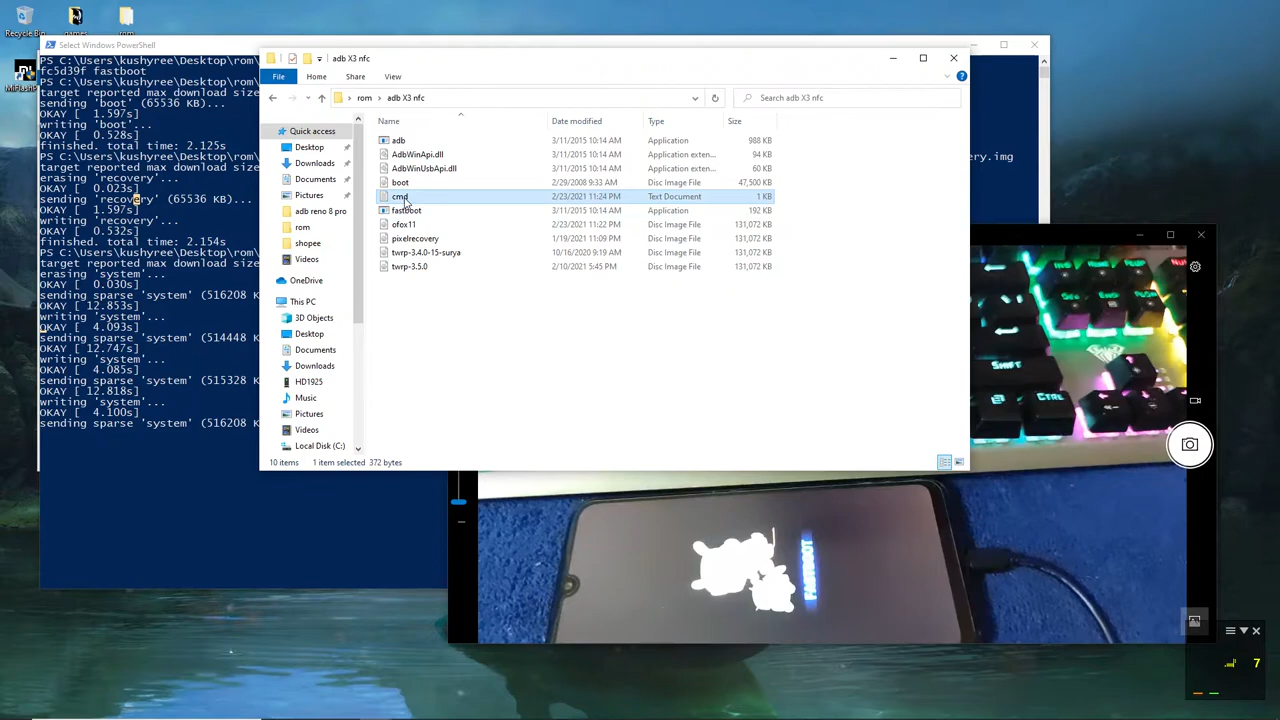 Recycle Bin
games
rom
MiFlashP
Select Windows PowerShell
PS C:\Users\kushyree\Desktop\rom\
fc5d39f fastboot
PS C:\Users\kushyree\Desktop\rom\
target reported max download size
sending 'boot' (65536 KB)...
OKAY [  1.597s]
writing 'boot'...
OKAY [  0.528s]
finished. total time: 2.125s
PS C:\Users\kushyree\Desktop\rom\
very.img
target reported max download size
erasing 'recovery'...
OKAY [  0.023s]
sending 'recovery' (65536 KB)...
OKAY [  1.597s]
writing 'recovery'...
OKAY [  0.532s]
finished. total time: 2.154s
PS C:\Users\kushyree\Desktop\rom\
target reported max download size
erasing 'system'...
OKAY [  0.030s]
sending sparse 'system' (516208 K
OKAY [ 12.853s]
writing 'system'...
OKAY [  4.093s]
sending sparse 'system' (514448 K
OKAY [ 12.747s]
writing 'system'...
OKAY [  4.085s]
sending sparse 'system' (515328 K
OKAY [ 12.818s]
writing 'system'...
OKAY [  4.100s]
sending sparse 'system' (516208 K
adb X3 nfc
File Home Share View
rom > adb X3 nfc
Search adb X3 nfc
Quick access
Desktop
Downloads
Documents
Pictures
adb reno 8 pro
rom
shopee
Videos
OneDrive
This PC
3D Objects
Desktop
Documents
Downloads
HD1925
Music
Pictures
Videos
Local Disk (C:)
Name Date modified Type Size
adb 3/11/2015 10:14 AM Application 988 KB
AdbWinApi.dll 3/11/2015 10:14 AM Application exten... 94 KB
AdbWinUsbApi.dll 3/11/2015 10:14 AM Application exten... 60 KB
boot 2/29/2008 9:33 AM Disc Image File 47,500 KB
cmd 2/23/2021 11:24 PM Text Document 1 KB
fastboot 3/11/2015 10:14 AM Application 192 KB
ofox11 2/23/2021 11:22 PM Disc Image File 131,072 KB
pixelrecovery 1/19/2021 11:09 PM Disc Image File 131,072 KB
twrp-3.4.0-15-surya 10/16/2020 9:19 AM Disc Image File 131,072 KB
twrp-3.5.0 2/10/2021 5:45 PM Disc Image File 131,072 KB
10 items 1 item selected 372 bytes
SHIFT
CTRL
FASTBOOT
7